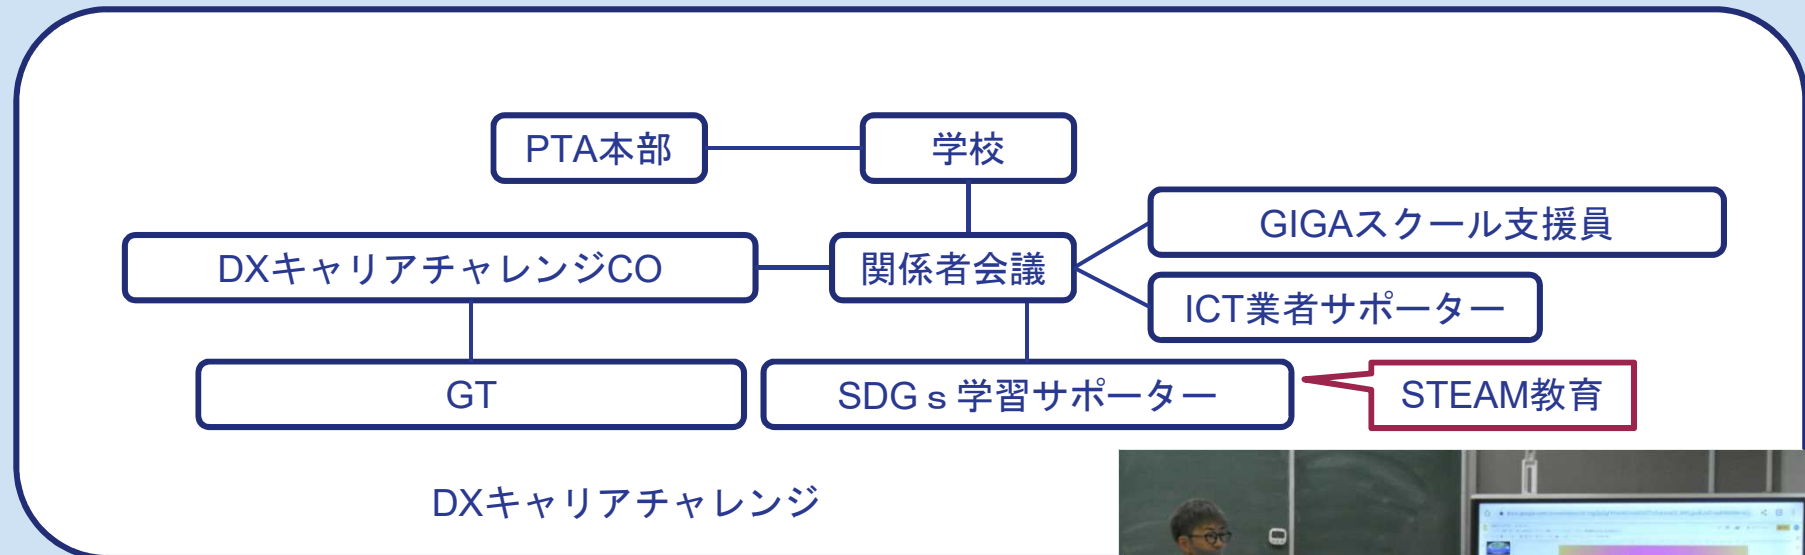 PTA本部
学校
GIGAスクール支援員
DXキャリアチャレンジCO
関係者会議
ICT業者サポーター
GT
SDGｓ学習サポーター
STEAM教育
DXキャリアチャレンジ